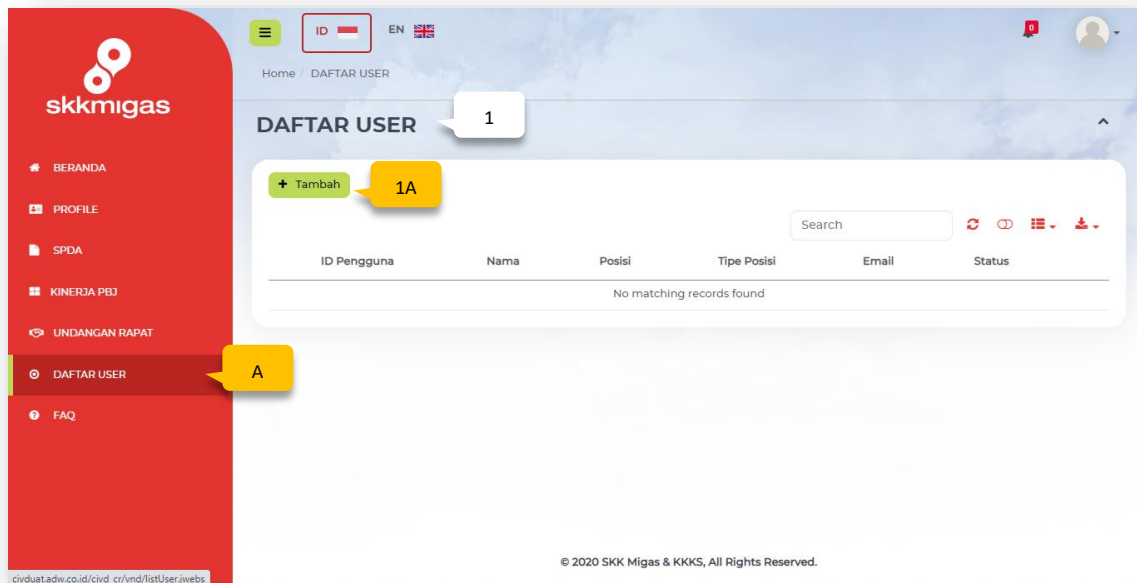 ID
EN
0
skkmigas
Home / DAFTAR USER
DAFTAR USER
1
BERANDA
PROFILE
SPDA
KINERJA PBJ
UNDANGAN RAPAT
DAFTAR USER
FAQ
A
+ Tambah
1A
Search
ID Pengguna Nama Posisi Tipe Posisi Email Status
No matching records found
© 2020 SKK Migas & KKKS, All Rights Reserved.
civduat.adw.co.id/civd_cr/vnd/listUser.jwebs